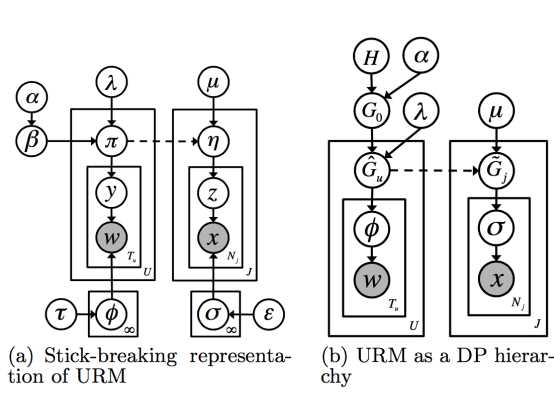 α λ μ
β π η
y z
w x
T_u N_j
U J
τ φ ∞ σ ∞ ε
(a) Stick-breaking representa-
tion of URM
H α
G_0 λ μ
Ĝ_u G̃_j
ϕ σ
w x
T_u N_j
U J
(b) URM as a DP hierar-
chy